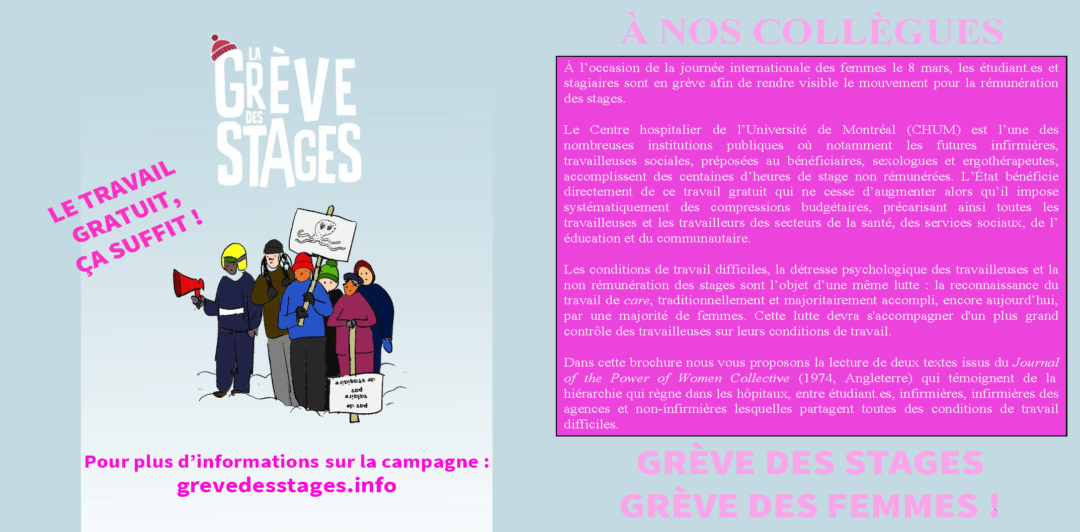 LA
GRÈVE
DES
STAGES
LE TRAVAIL
GRATUIT,
ÇA SUFFIT !
pas de
salaire
pas
de stagiaire
Pour plus d’informations sur la campagne :
grevedesstages.info
À NOS COLLÈGUES
À l’occasion de la journée internationale des femmes le 8 mars, les étudiant.es et
stagiaires sont en grève afin de rendre visible le mouvement pour la rémunération
des stages.
Le Centre hospitalier de l’Université de Montréal (CHUM) est l’une des
nombreuses institutions publiques où notamment les futures infirmières,
travailleuses sociales, préposées au bénéficiaires, sexologues et ergothérapeutes,
accomplissent des centaines d’heures de stage non rémunérées. L’État bénéficie
directement de ce travail gratuit qui ne cesse d’augmenter alors qu’il impose
systématiquement des compressions budgétaires, précarisant ainsi toutes les
travailleuses et les travailleurs des secteurs de la santé, des services sociaux, de l’
éducation et du communautaire.
Les conditions de travail difficiles, la détresse psychologique des travailleuses et la
non rémunération des stages sont l’objet d’une même lutte : la reconnaissance du
travail de care, traditionnellement et majoritairement accompli, encore aujourd’hui,
par une majorité de femmes. Cette lutte devra s'accompagner d'un plus grand
contrôle des travailleuses sur leurs conditions de travail.
Dans cette brochure nous vous proposons la lecture de deux textes issus du Journal
of the Power of Women Collective (1974, Angleterre) qui témoignent de la
hiérarchie qui règne dans les hôpitaux, entre étudiant.es, infirmières, infirmières des
agences et non-infirmières lesquelles partagent toutes des conditions de travail
difficiles.
GRÈVE DES STAGES
GRÈVE DES FEMMES !